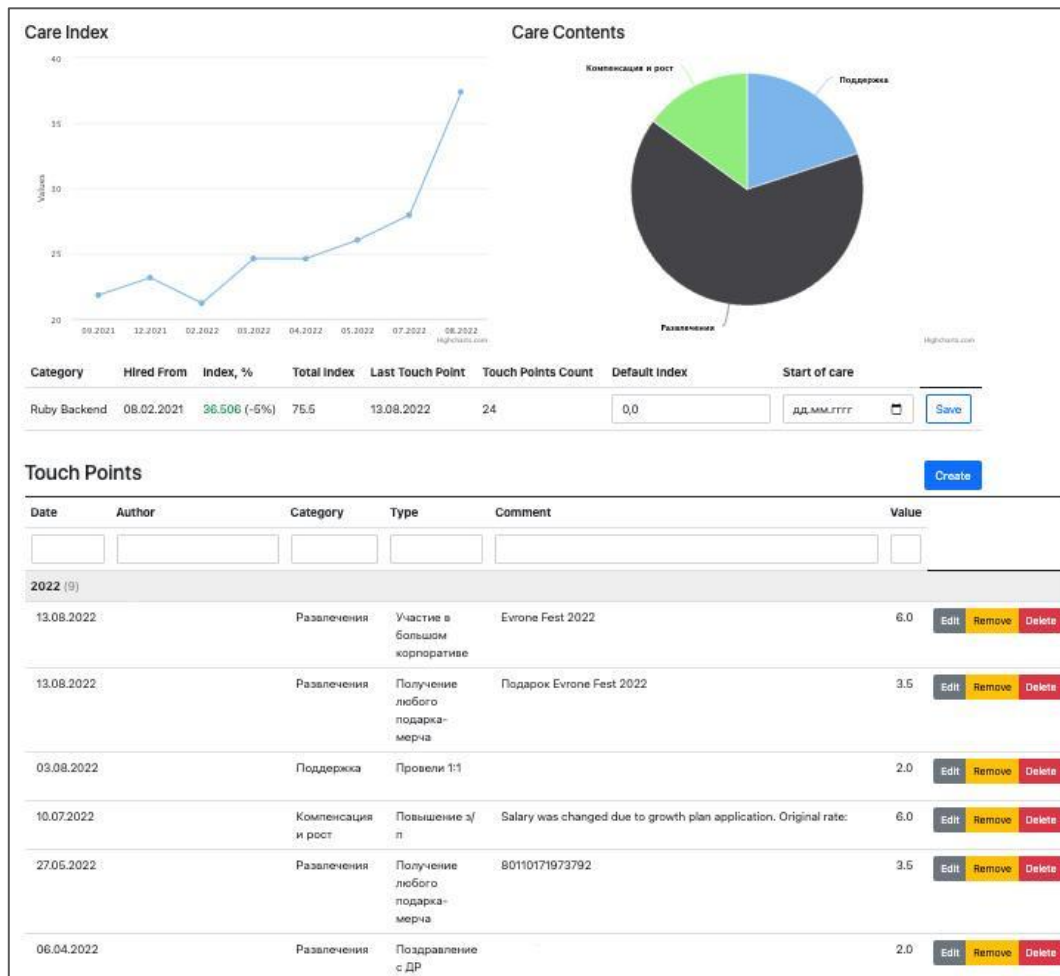 Care Index
Care Contents
40
35
30
25
20
Values
09.2021 12.2021 02.2022 03.2022 04.2022 05.2022 07.2022 08.2022
Highcharts.com
Компенсация и рост
Поддержка
Развлечения
Highcharts.com
Category Hired From Index, % Total Index Last Touch Point Touch Points Count Default Index Start of care
Ruby Backend 08.02.2021 36.506 (-5%) 75.5 13.08.2022 24 0,0 дд.мм.гггг Save
Touch Points Create
Date Author Category Type Comment Value
2022 (9)
13.08.2022 Развлечения Участие в Evrone Fest 2022 6.0 Edit Remove Delete
большом
корпоративе
13.08.2022 Развлечения Получение Подарок Evrone Fest 2022 3.5 Edit Remove Delete
любого
подарка-
мерча
03.08.2022 Поддержка Провели 1:1 2.0 Edit Remove Delete
10.07.2022 Компенсация Повышение з/ Salary was changed due to growth plan application. Original rate: 6.0 Edit Remove Delete
и рост п
27.05.2022 Развлечения Получение 80110171973792 3.5 Edit Remove Delete
любого
подарка-
мерча
06.04.2022 Развлечения Поздравление 2.0 Edit Remove Delete
с ДР